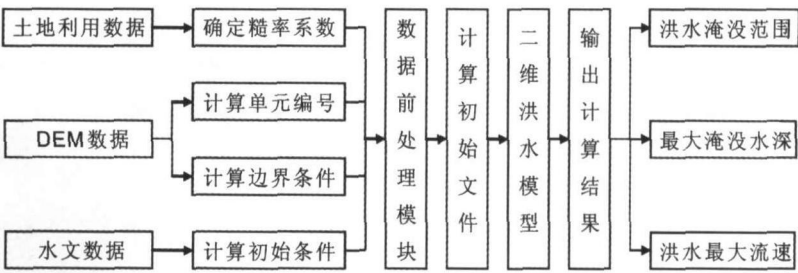 土地利用数据
确定糙率系数
计算单元编号
DEM数据
计算边界条件
水文数据
计算初始条件
数据前处理模块
计算初始文件
二维洪水模型
输出计算结果
洪水淹没范围
最大淹没水深
洪水最大流速